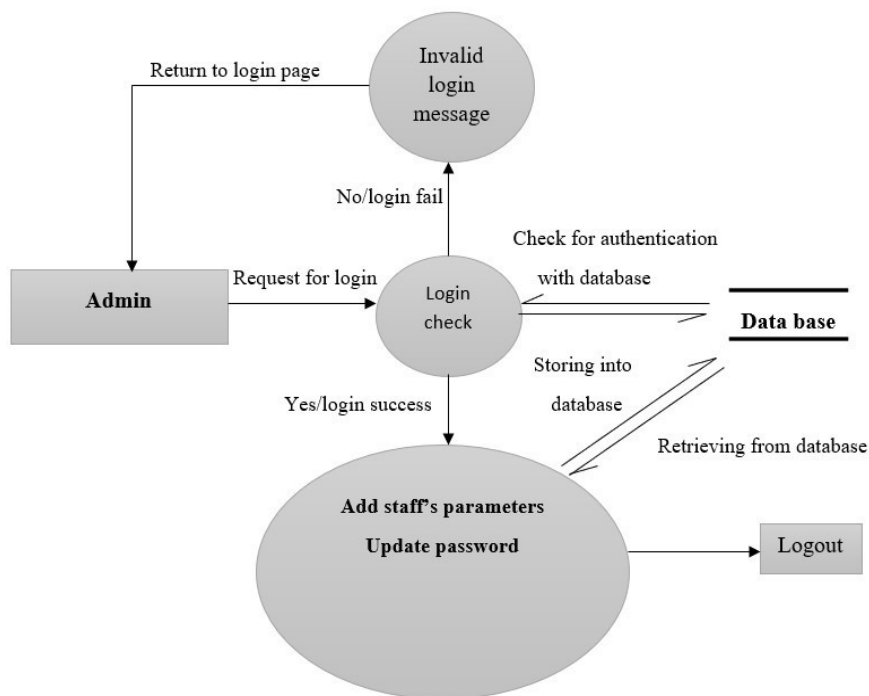 Invalid
login
message
Return to login page
No/login fail
Check for authentication
with database
Admin
Request for login
Login
check
Data base
Storing into
database
Yes/login success
Retrieving from database
Add staff’s parameters
Update password
Logout